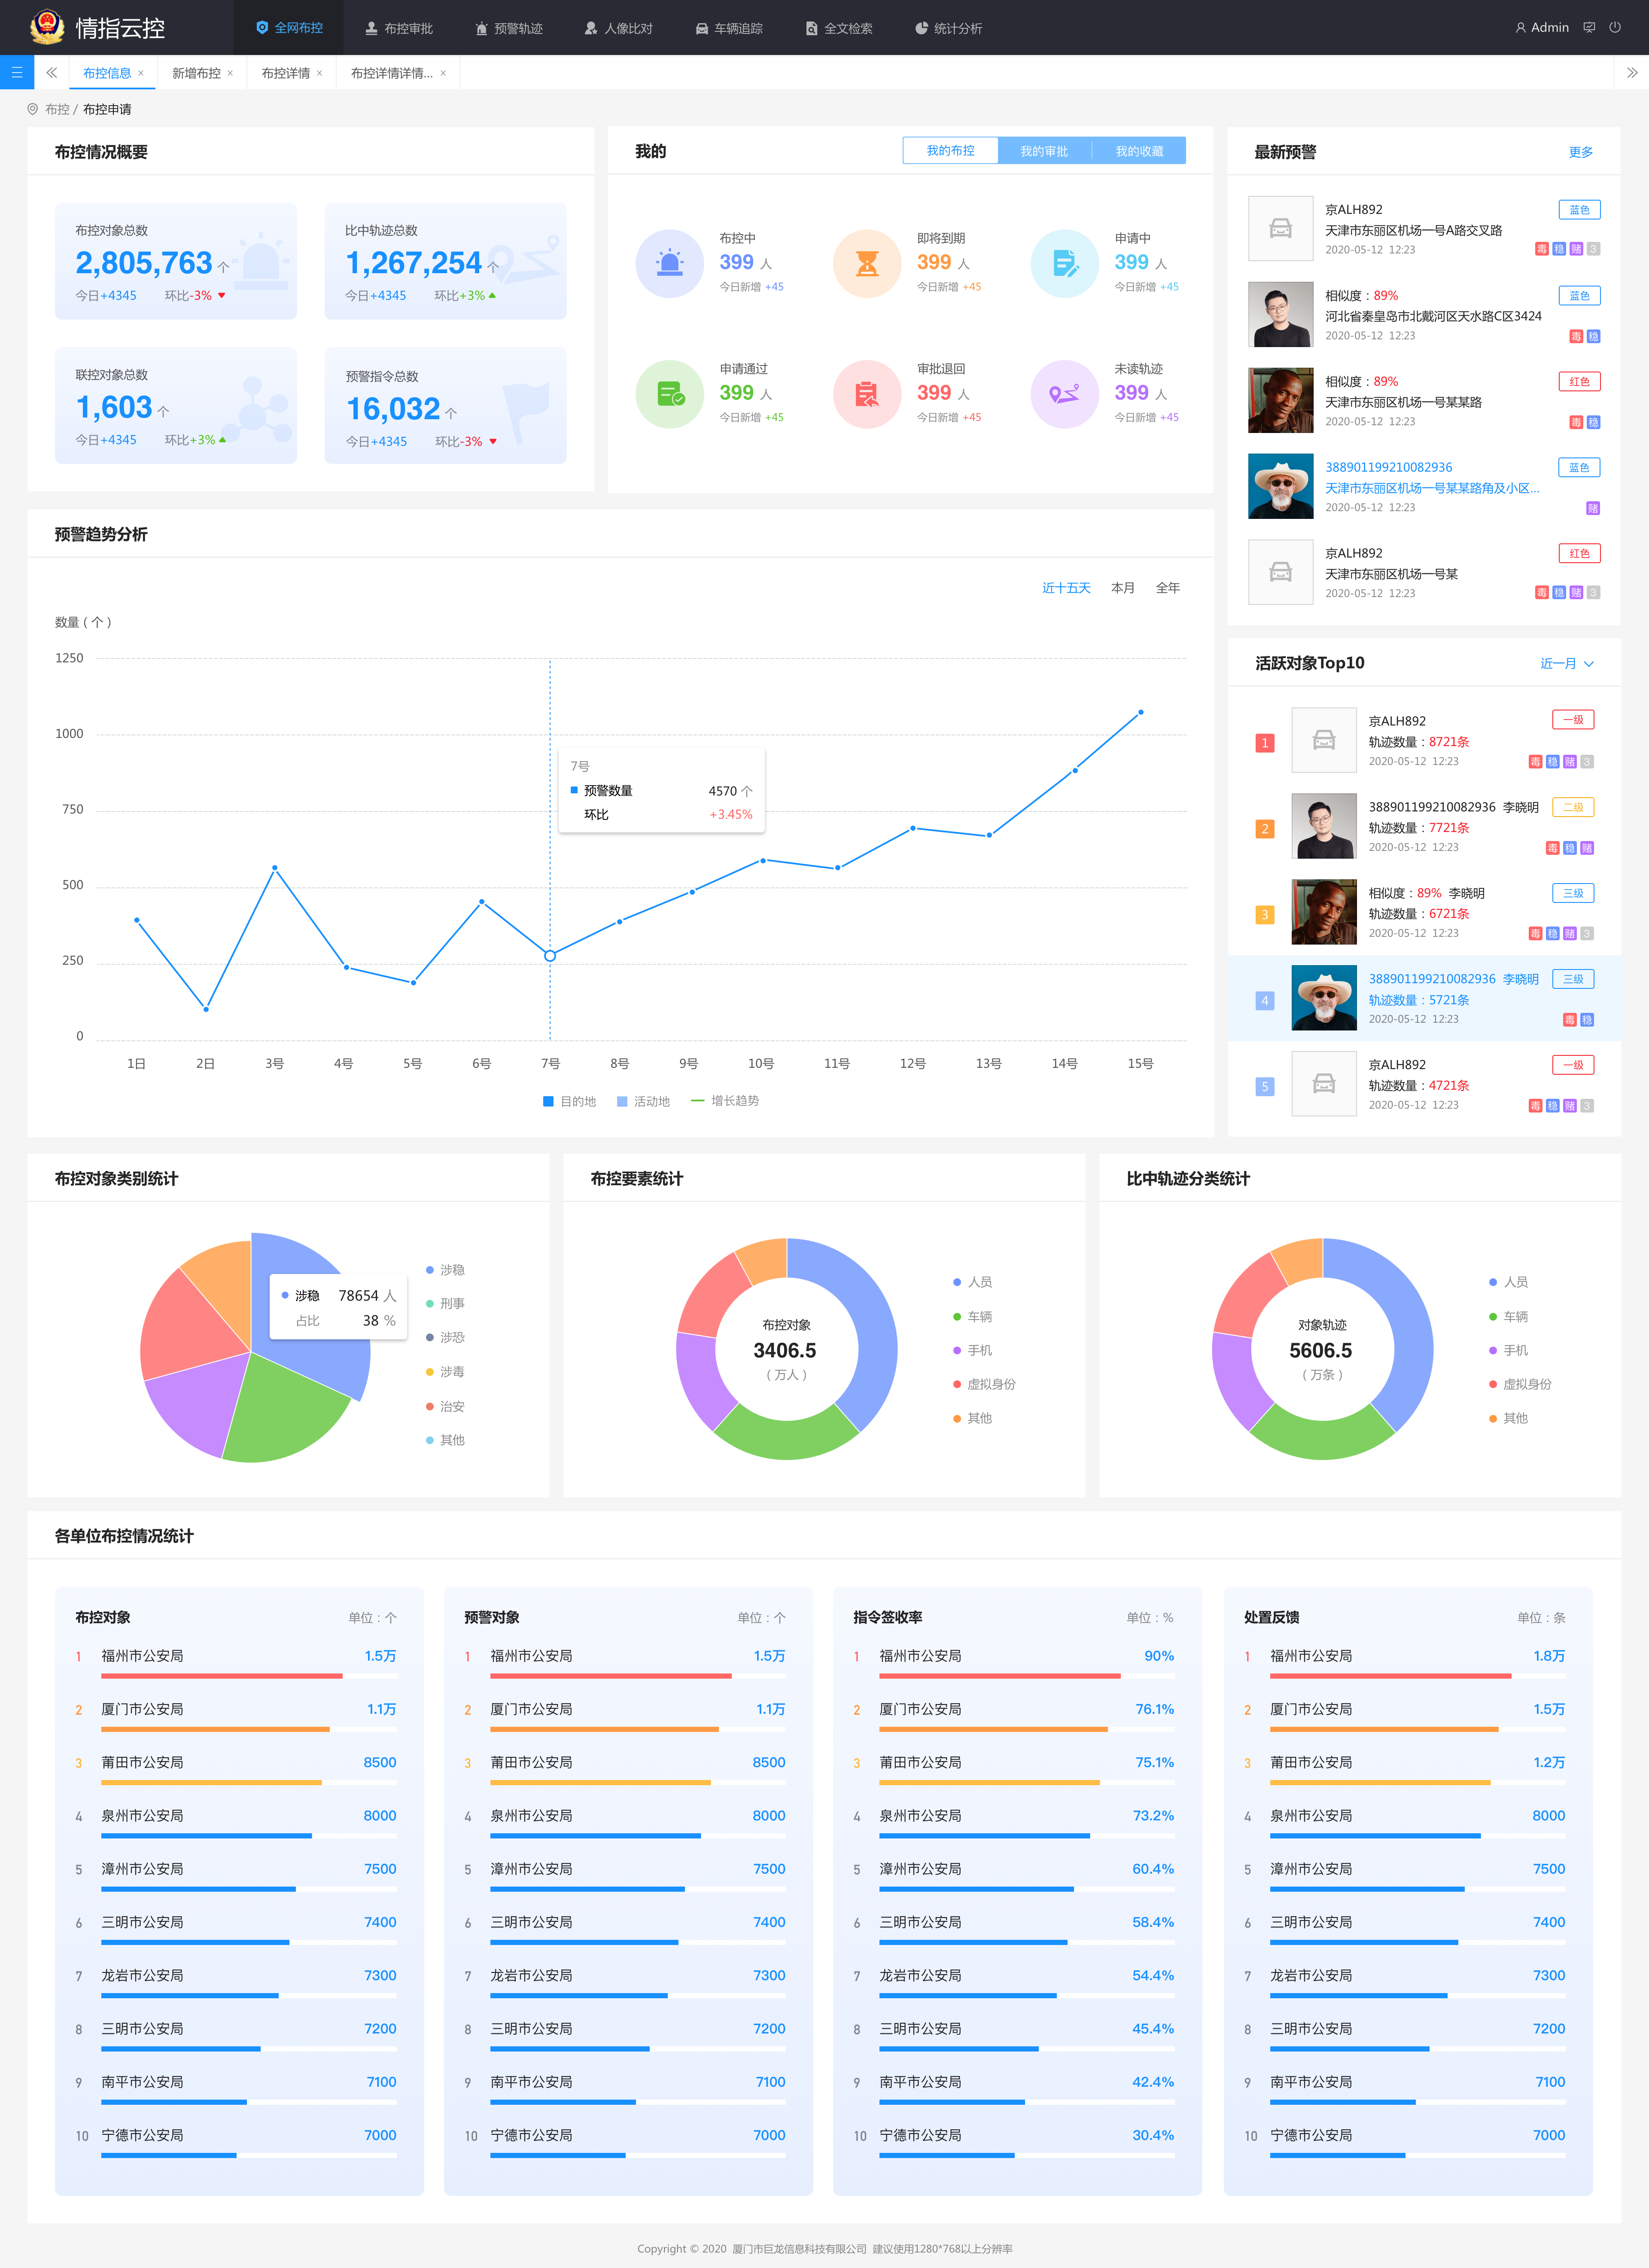 情指云控
全网布控
布控审批
预警轨迹
人像比对
车辆追踪
全文检索
统计分析
Admin
布控信息 ×
新增布控 ×
布控详情 ×
布控详情详情... ×
布控 / 布控申请
布控情况概要
布控对象总数
2,805,763 个
今日+4345 环比-3%
比中轨迹总数
1,267,254 个
今日+4345 环比+3%
联控对象总数
1,603 个
今日+4345 环比+3%
预警指令总数
16,032 个
今日+4345 环比-3%
我的
我的布控 我的审批 我的收藏
布控中
399 人
今日新增 +45
即将到期
399 人
今日新增 +45
申请中
399 人
今日新增 +45
申请通过
399 人
今日新增 +45
审批退回
399 人
今日新增 +45
未读轨迹
399 人
今日新增 +45
最新预警 更多
京ALH892 蓝色
天津市东丽区机场一号A路交叉路
2020-05-12 12:23 毒 稳 赌 3
相似度：89% 蓝色
河北省秦皇岛市北戴河区天水路C区3424
2020-05-12 12:23 毒 稳
相似度：89% 红色
天津市东丽区机场一号某某路
2020-05-12 12:23 毒 稳
388901199210082936 蓝色
天津市东丽区机场一号某某路角及小区...
2020-05-12 12:23 赌
京ALH892 红色
天津市东丽区机场一号某
2020-05-12 12:23 毒 稳 赌 3
预警趋势分析
近十五天 本月 全年
数量（个）
1250
1000
750
500
250
0
7号
预警数量 4570 个
环比 +3.45%
1日 2日 3号 4号 5号 6号 7号 8号 9号 10号 11号 12号 13号 14号 15号
目的地 活动地 增长趋势
活跃对象Top10 近一月
1
京ALH892 一级
轨迹数量：8721条
2020-05-12 12:23 毒 稳 赌 3
2
388901199210082936 李晓明 二级
轨迹数量：7721条
2020-05-12 12:23 毒 稳 赌
3
相似度：89% 李晓明 三级
轨迹数量：6721条
2020-05-12 12:23 毒 稳 赌 3
4
388901199210082936 李晓明 三级
轨迹数量：5721条
2020-05-12 12:23 毒 稳
5
京ALH892 一级
轨迹数量：4721条
2020-05-12 12:23 毒 稳 赌 3
布控对象类别统计
涉稳 78654 人
占比 38 %
涉稳
刑事
涉恐
涉毒
治安
其他
布控要素统计
布控对象
3406.5
（万人）
人员
车辆
手机
虚拟身份
其他
比中轨迹分类统计
对象轨迹
5606.5
（万条）
人员
车辆
手机
虚拟身份
其他
各单位布控情况统计
布控对象 单位：个
1 福州市公安局 1.5万
2 厦门市公安局 1.1万
3 莆田市公安局 8500
4 泉州市公安局 8000
5 漳州市公安局 7500
6 三明市公安局 7400
7 龙岩市公安局 7300
8 三明市公安局 7200
9 南平市公安局 7100
10 宁德市公安局 7000
预警对象 单位：个
1 福州市公安局 1.5万
2 厦门市公安局 1.1万
3 莆田市公安局 8500
4 泉州市公安局 8000
5 漳州市公安局 7500
6 三明市公安局 7400
7 龙岩市公安局 7300
8 三明市公安局 7200
9 南平市公安局 7100
10 宁德市公安局 7000
指令签收率 单位：%
1 福州市公安局 90%
2 厦门市公安局 76.1%
3 莆田市公安局 75.1%
4 泉州市公安局 73.2%
5 漳州市公安局 60.4%
6 三明市公安局 58.4%
7 龙岩市公安局 54.4%
8 三明市公安局 45.4%
9 南平市公安局 42.4%
10 宁德市公安局 30.4%
处置反馈 单位：条
1 福州市公安局 1.8万
2 厦门市公安局 1.5万
3 莆田市公安局 1.2万
4 泉州市公安局 8000
5 漳州市公安局 7500
6 三明市公安局 7400
7 龙岩市公安局 7300
8 三明市公安局 7200
9 南平市公安局 7100
10 宁德市公安局 7000
Copyright © 2020 厦门市巨龙信息科技有限公司 建议使用1280*768以上分辨率